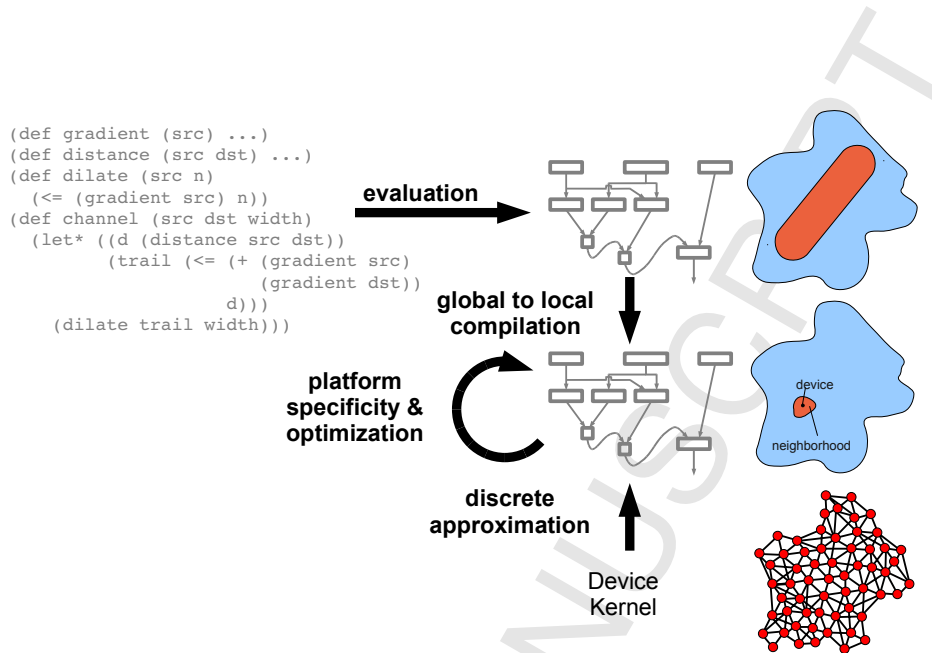 (def gradient (src) ...)
(def distance (src dst) ...)
(def dilate (src n)
  (<= (gradient src) n))
(def channel (src dst width)
  (let* ((d (distance src dst))
         (trail (<= (+ (gradient src)
                       (gradient dst))
                    d)))
    (dilate trail width)))
evaluation
global to local
compilation
platform
specificity &
optimization
device
neighborhood
discrete
approximation
Device
Kernel
NUSCRIPT